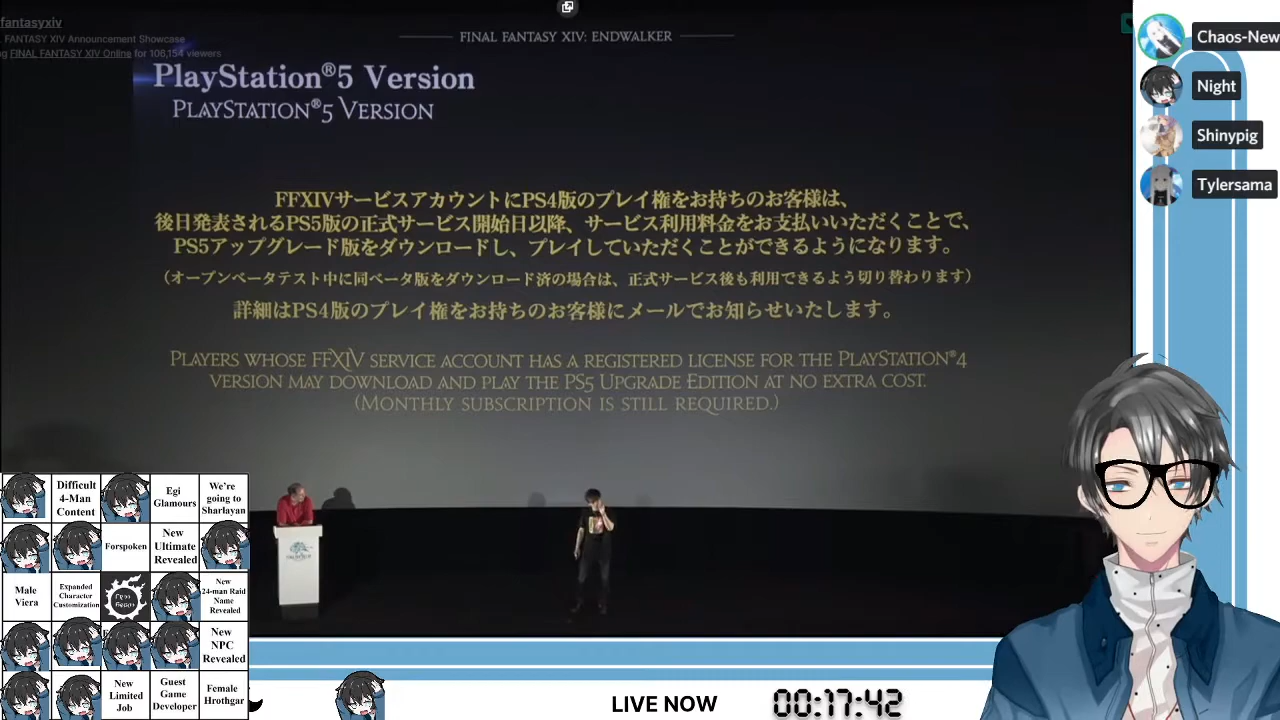 fantasyxiv
FANTASY XIV Announcement Showcase
FINAL FANTASY XIV Online for 106,154 viewers
FINAL FANTASY XIV: ENDWALKER
PlayStation®5 Version
PLAYSTATION®5 VERSION
FFXIVサービスアカウントにPS4版のプレイ権をお持ちのお客様は、
後日発表されるPS5版の正式サービス開始日以降、サービス利用料金をお支払いいただくことで、
PS5アップグレード版をダウンロードし、プレイしていただくことができるようになります。
（オープンベータテスト中に同ベータ版をダウンロード済の場合は、正式サービス後も利用できるよう切り替わります）
詳細はPS4版のプレイ権をお持ちのお客様にメールでお知らせいたします。
PLAYERS WHOSE FFXIV SERVICE ACCOUNT HAS A REGISTERED LICENSE FOR THE PLAYSTATION®4
VERSION MAY DOWNLOAD AND PLAY THE PS5 UPGRADE EDITION AT NO EXTRA COST.
(MONTHLY SUBSCRIPTION IS STILL REQUIRED.)
Chaos-New
Night
Shinypig
Tylersama
Difficult
4-Man
Content
Egi
Glamours
We're
going to
Sharlayan
Forspoken
New
Ultimate
Revealed
Male
Viera
Expanded
Character
Customization
New
24-man Raid
Name
Revealed
New
NPC
Revealed
New
Limited
Job
Guest
Game
Developer
Female
Hrothgar
LIVE NOW
00:17:42